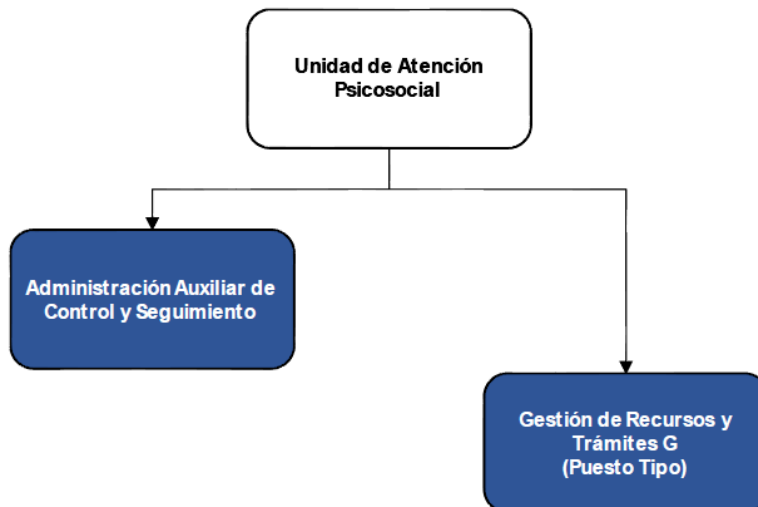 Unidad de Atención
Psicosocial
Administración Auxiliar de
Control y Seguimiento
Gestión de Recursos y
Trámites G
(Puesto Tipo)